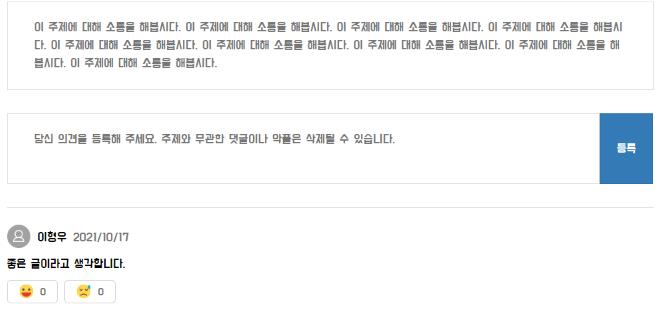 이 주제에 대해 소통을 해봅시다. 이 주제에 대해 소통을 해봅시다. 이 주제에 대해 소통을 해봅시다. 이 주제에 대해 소통을 해봅시
다. 이 주제에 대해 소통을 해봅시다. 이 주제에 대해 소통을 해봅시다. 이 주제에 대해 소통을 해봅시다. 이 주제에 대해 소통을 해
봅시다. 이 주제에 대해 소통을 해봅시다.
당신 의견을 등록해 주세요. 주제와 무관한 댓글이나 악플은 삭제될 수 있습니다.
등록
이형우 2021/10/17
좋은 글이라고 생각합니다.
0 0